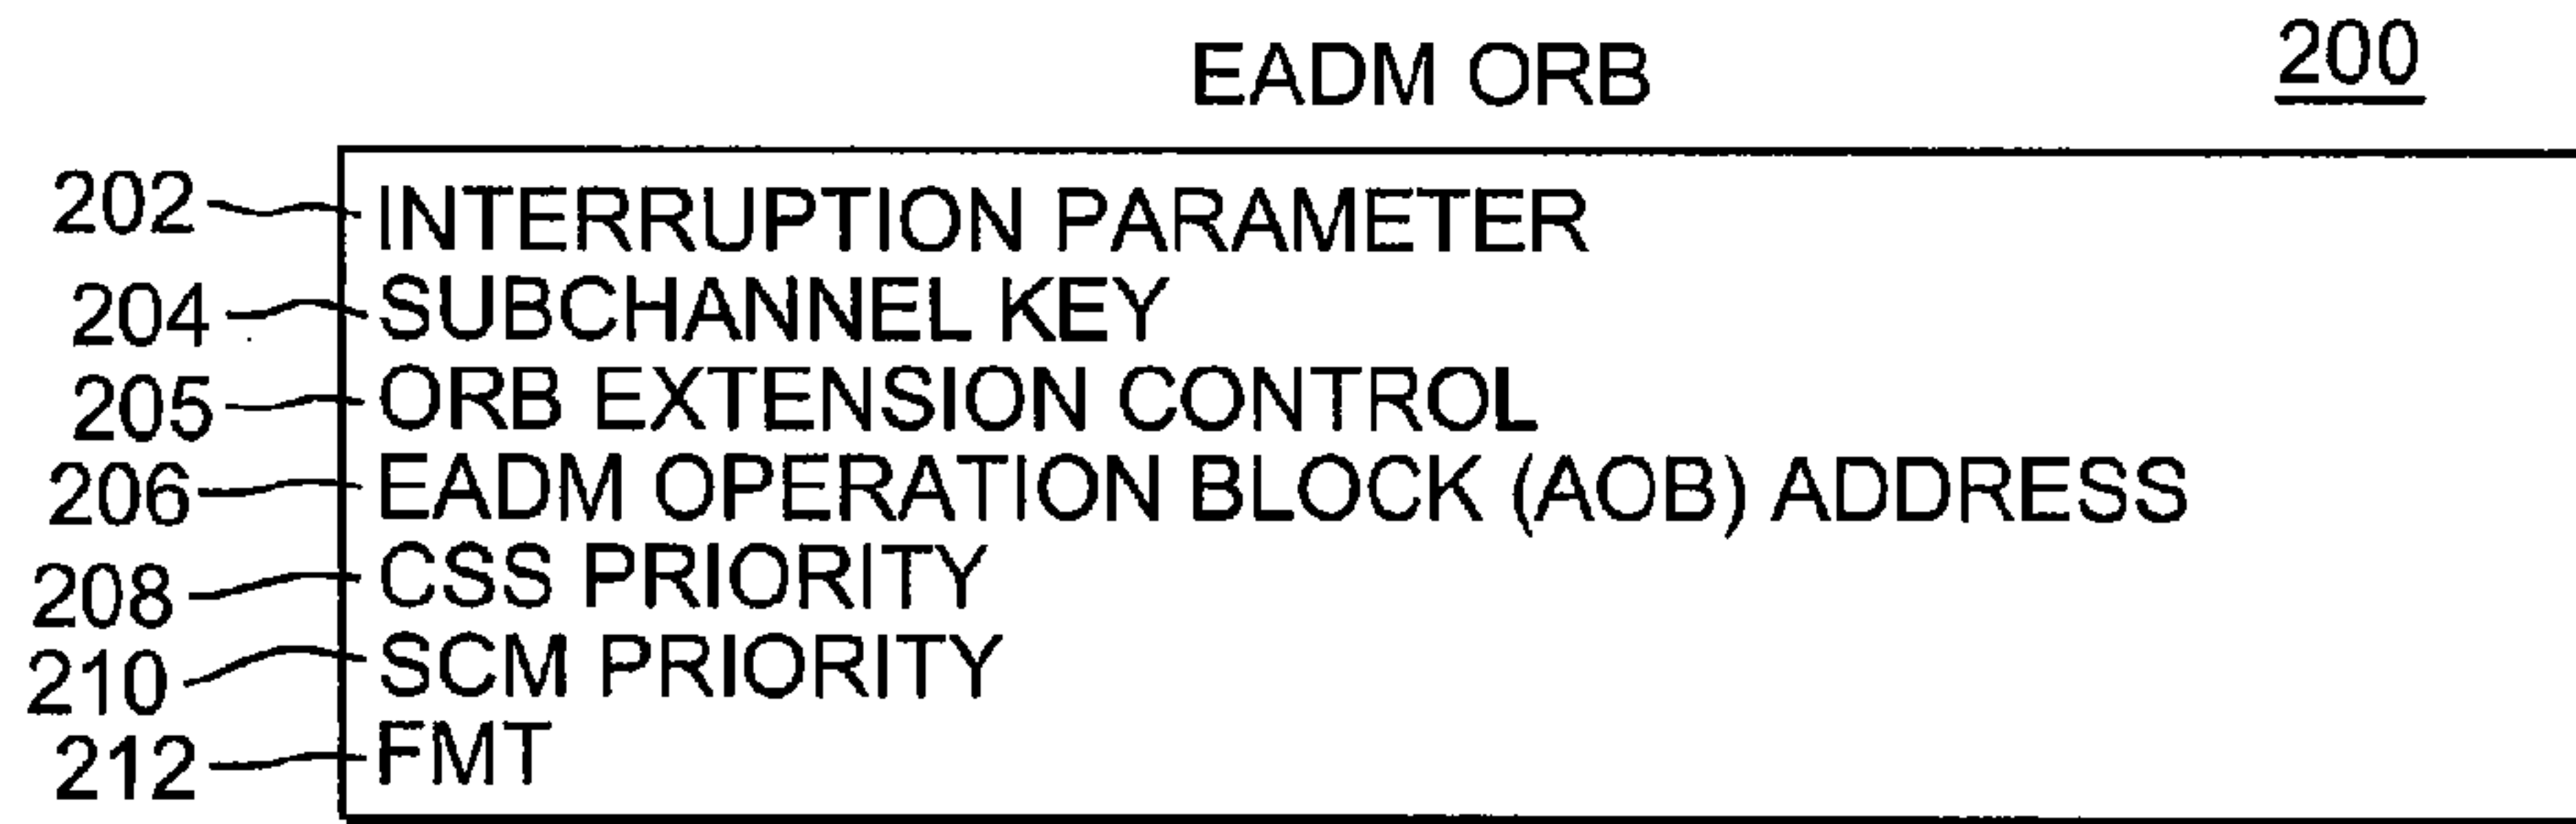 EADM ORB 200
202 INTERRUPTION PARAMETER
204 SUBCHANNEL KEY
205 ORB EXTENSION CONTROL
206 EADM OPERATION BLOCK (AOB) ADDRESS
208 CSS PRIORITY
210 SCM PRIORITY
212 FMT